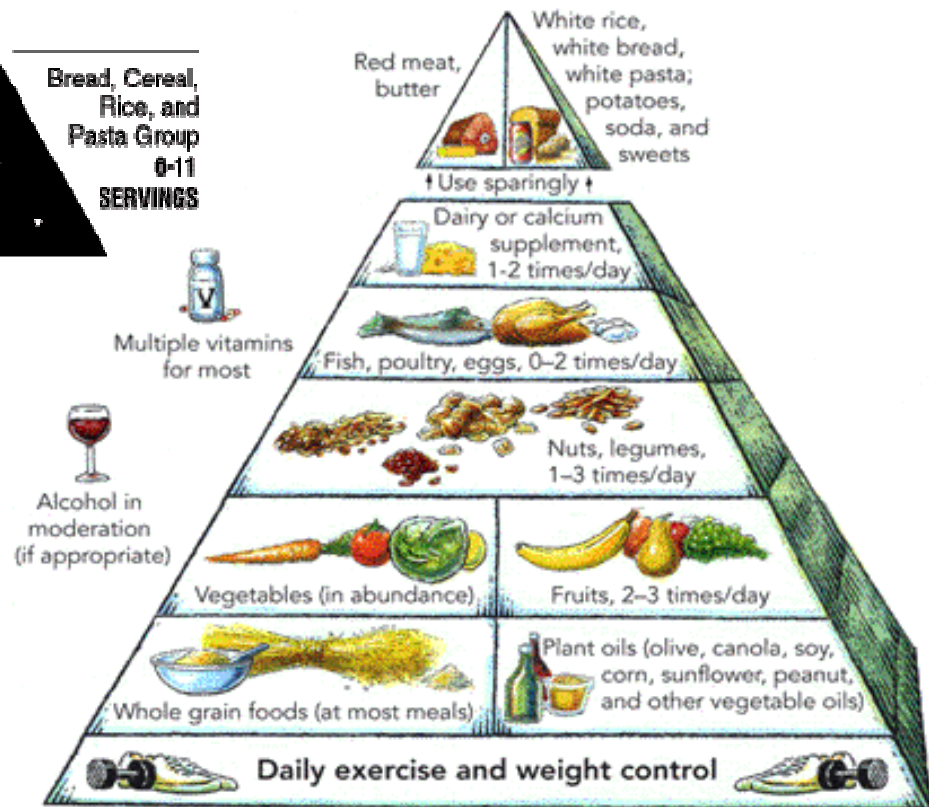 Bread, Cereal,
Rice, and
Pasta Group
6-11
SERVINGS
Red meat,
butter
White rice,
white bread,
white pasta;
potatoes,
soda, and
sweets
Use sparingly
Dairy or calcium
supplement,
1-2 times/day
V
Multiple vitamins
for most
Fish, poultry, eggs, 0–2 times/day
Nuts, legumes,
1–3 times/day
Alcohol in
moderation
(if appropriate)
Vegetables (in abundance)
Fruits, 2–3 times/day
Whole grain foods (at most meals)
Plant oils (olive, canola, soy,
corn, sunflower, peanut,
and other vegetable oils)
Daily exercise and weight control